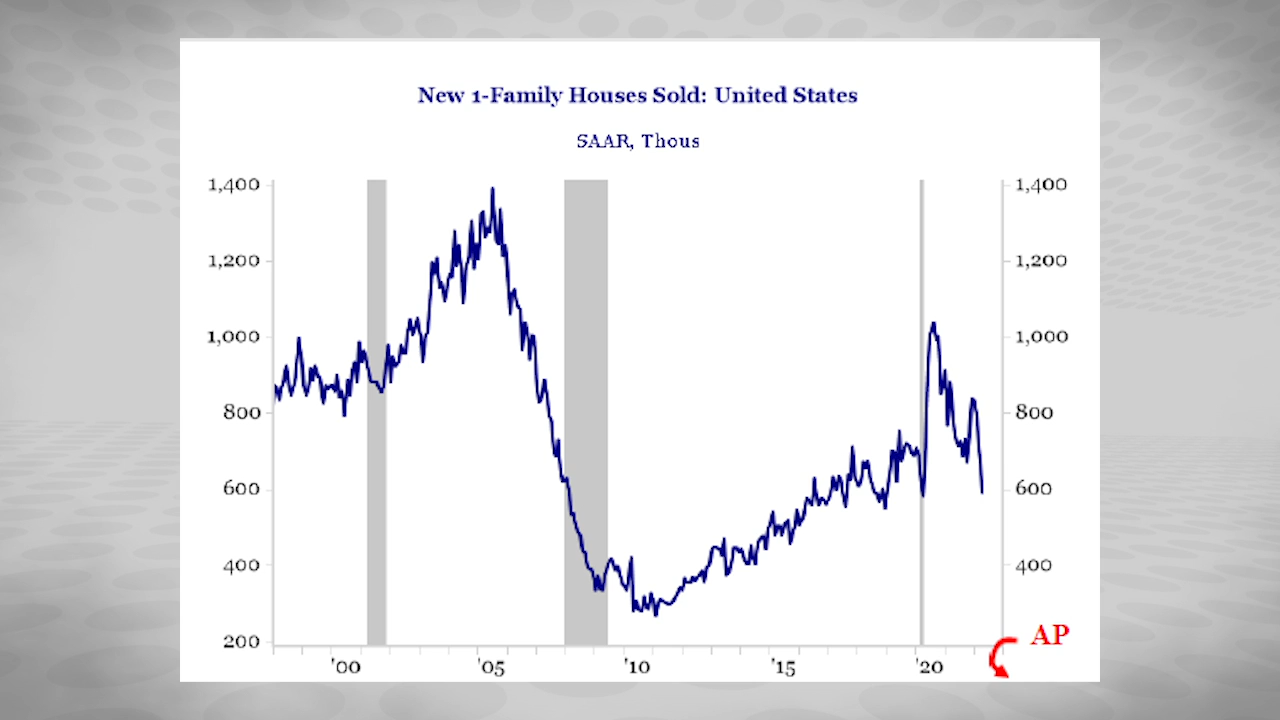 New 1-Family Houses Sold: United States
SAAR, Thous
1,400 1,400
1,200 1,200
1,000 1,000
800 800
600 600
400 400
200
AP
'00 '05 '10 '15 '20